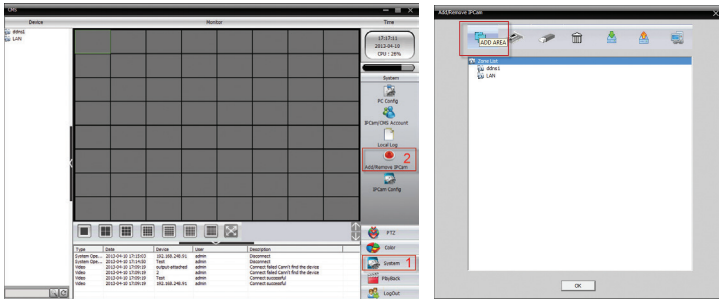 CMS
Device Monitor Time
ddns1
LAN
17:17:11
2013-04-10
CPU : 28%
System
PC Config
IPCam/CMS Account
Local Log
2
Add/Remove IPCam
IPCam Config
PTZ
Color
System 1
PlayBack
LogOut
Type Date Device User Description
System Ope... 2013-04-10 17:15:03 192.168.248.91 admin Disconnect
System Ope... 2013-04-10 17:14:50 Test admin Disconnect
Video 2013-04-10 17:09:19 output-attached admin Connect failed Cann't find the device
Video 2013-04-10 17:09:19 2 admin Connect failed Cann't find the device
Video 2013-04-10 17:09:19 Test admin Connect successful
Video 2013-04-10 17:09:19 192.168.248.91 admin Connect successful
Add/Remove IPCam
ADD AREA
Zone List
ddns1
LAN
OK